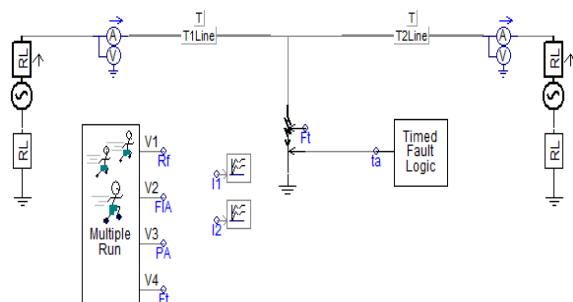 T
T1Line
T
T2Line
A
V
A
V
RL
RL
RL
RL
Ft
ta
Timed
Fault
Logic
V1
Rf
V2
FIA
V3
PA
V4
Ft
Multiple
Run
I1
I2